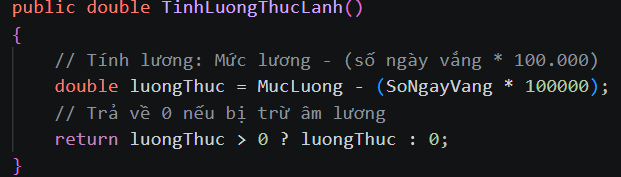 public double TinhLuongThucLanh()
{
// Tính lương: Mức lương - (số ngày vắng * 100.000)
double luongThuc = MucLuong - (SoNgayVang * 100000);
// Trả về 0 nếu bị trừ âm lương
return luongThuc > 0 ? luongThuc : 0;
}